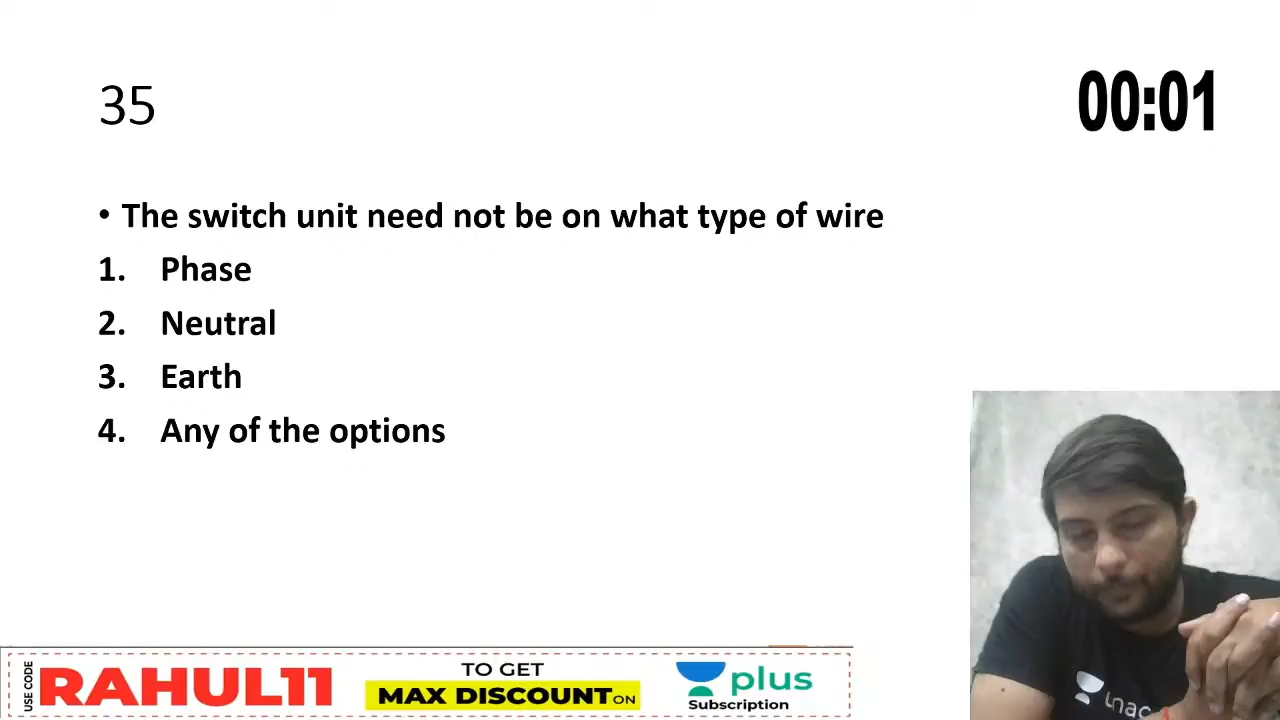 35
00:01
• The switch unit need not be on what type of wire
1. Phase
2. Neutral
3. Earth
4. Any of the options
USE CODE
RAHUL11
TO GET
MAX DISCOUNT ON
plus
Subscription
unac